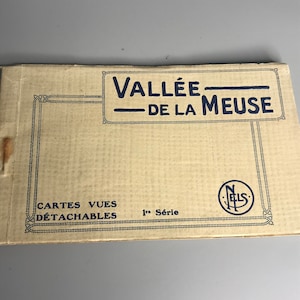 VALLÉE
DE LA MEUSE
CARTES VUES
DÉTACHABLES
1re Série
NELS